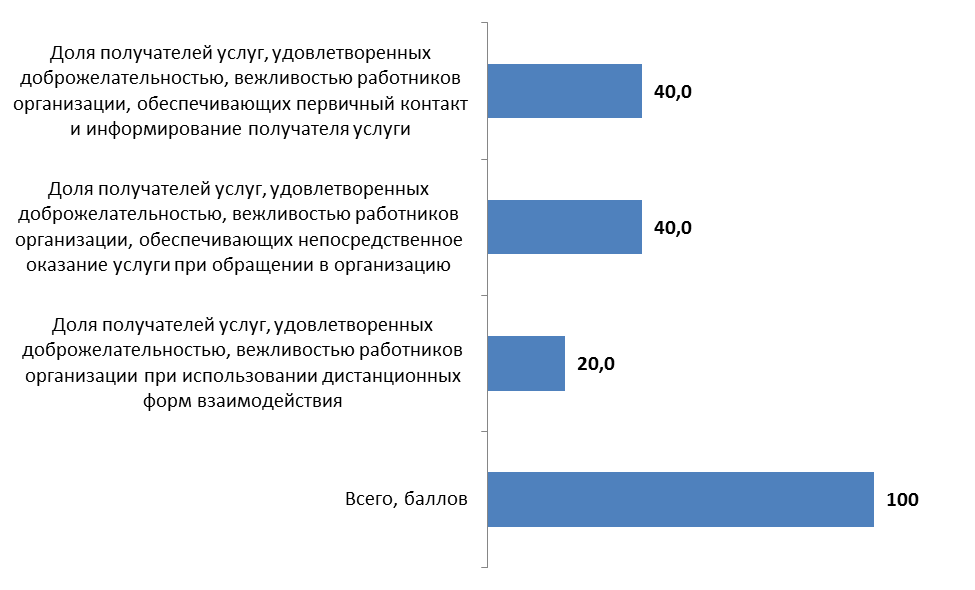 Доля получателей услуг, удовлетворенных
доброжелательностью, вежливостью работников
организации, обеспечивающих первичный контакт
и информирование получателя услуги
40,0
Доля получателей услуг, удовлетворенных
доброжелательностью, вежливостью работников
организации, обеспечивающих непосредственное
оказание услуги при обращении в организацию
40,0
Доля получателей услуг, удовлетворенных
доброжелательностью, вежливостью работников
организации при использовании дистанционных
форм взаимодействия
20,0
Всего, баллов
100